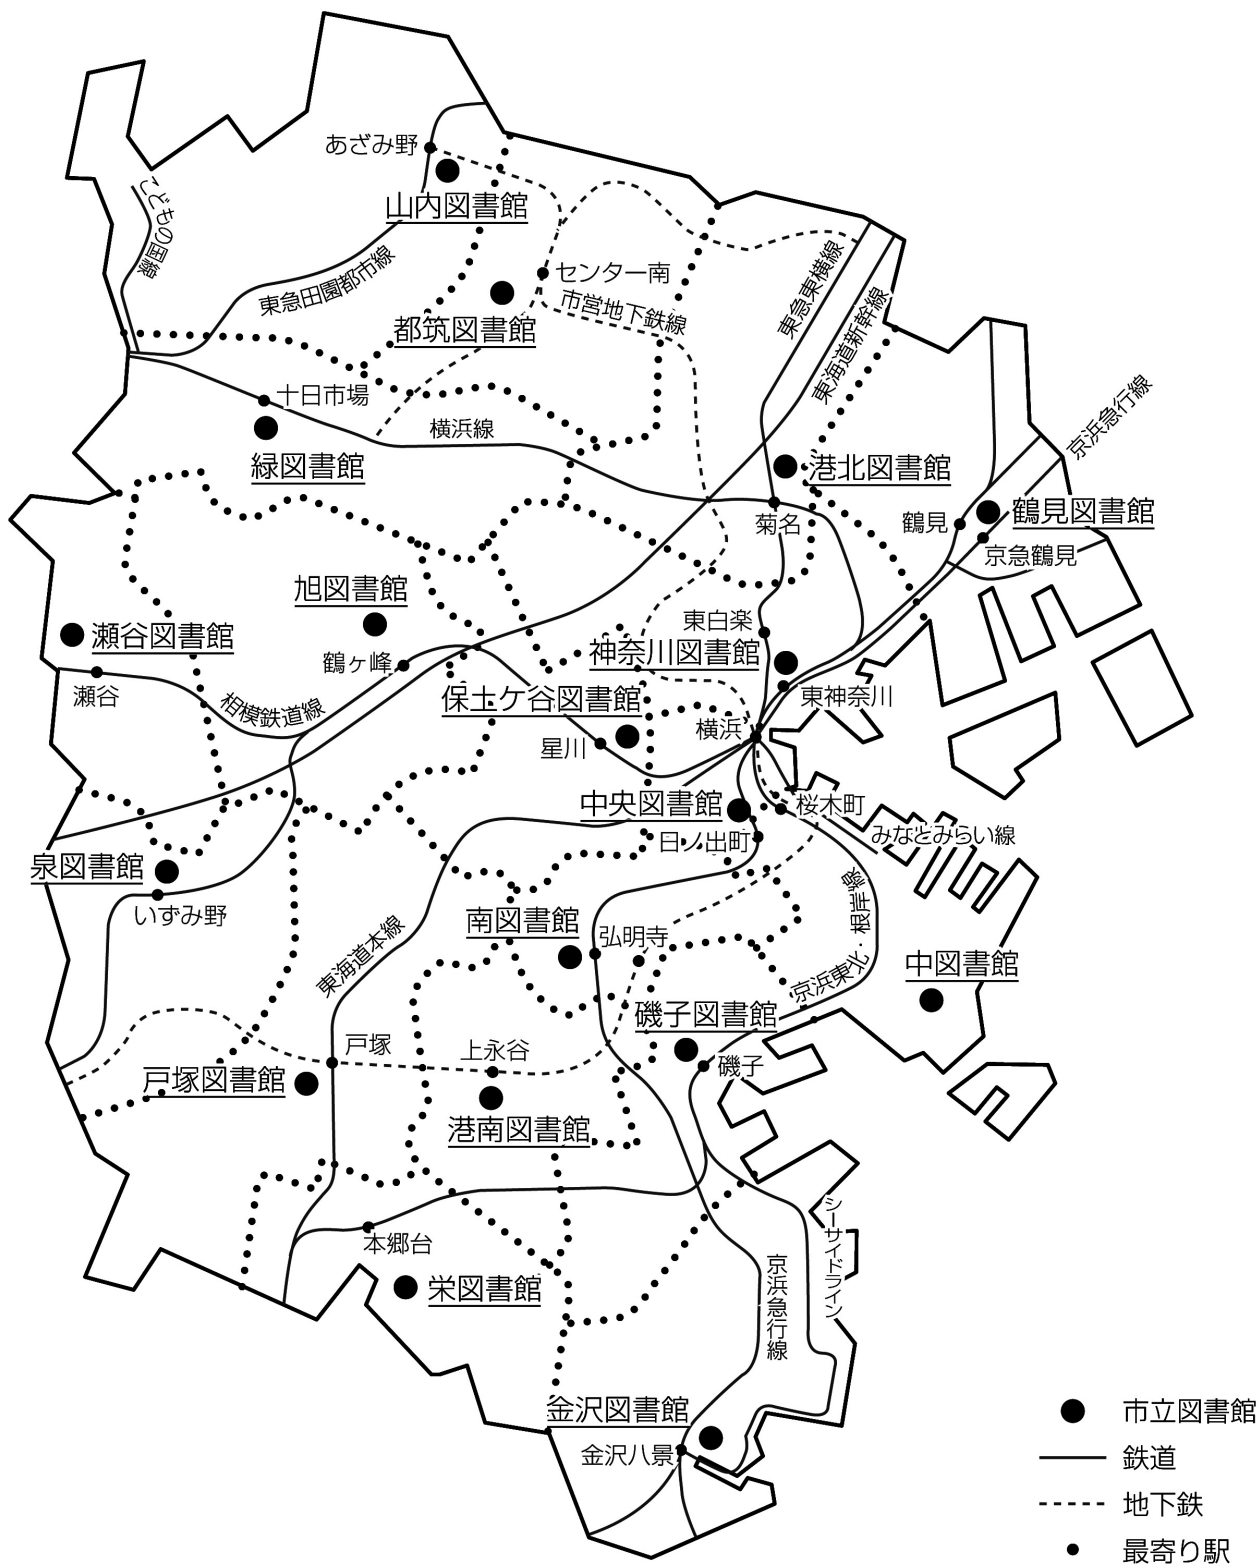 あざみ野
山内図書館
こどもの国線
東急田園都市線
センター南
市営地下鉄線
都筑図書館
東急東横線
東海道新幹線
十日市場
横浜線
緑図書館
京浜急行線
港北図書館
菊名
鶴見
鶴見図書館
京急鶴見
旭図書館
瀬谷図書館
鶴ヶ峰
瀬谷
相模鉄道線
東白楽
神奈川図書館
東神奈川
保土ケ谷図書館
横浜
星川
中央図書館
桜木町
日ノ出町
みなとみらい線
泉図書館
いずみ野
南図書館
弘明寺
東海道本線
京浜東北・根岸線
中図書館
磯子図書館
磯子
戸塚
上永谷
戸塚図書館
港南図書館
本郷台
栄図書館
シーサイドライン
京浜急行線
金沢図書館
金沢八景
市立図書館
鉄道
地下鉄
最寄り駅